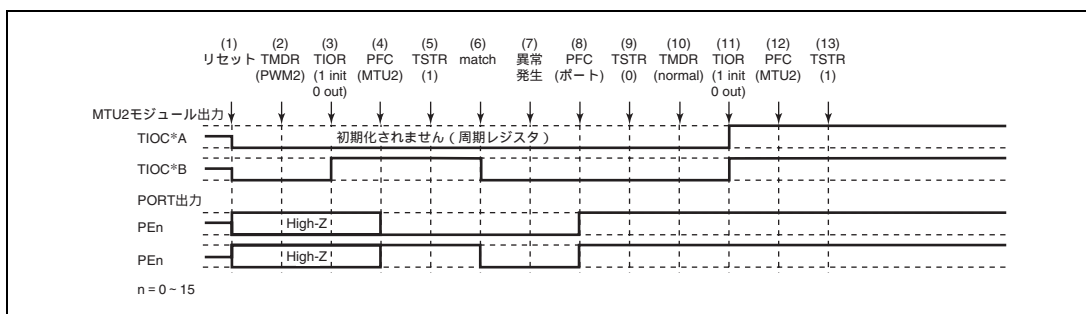 (1) (2) (3) (4) (5) (6) (7) (8) (9) (10) (11) (12) (13)
リセット TMDR TIOR PFC TSTR match 異常 PFC TSTR TMDR TIOR PFC TSTR
(PWM2) (1 init (MTU2) (1) 発生 (ポート) (0) (normal) (1 init (MTU2) (1)
0 out) 0 out)
MTU2モジュール出力
TIOC*A 初期化されません ( 周期レジスタ )
TIOC*B
PORT出力
PEn High-Z
PEn High-Z
n = 0 ~ 15